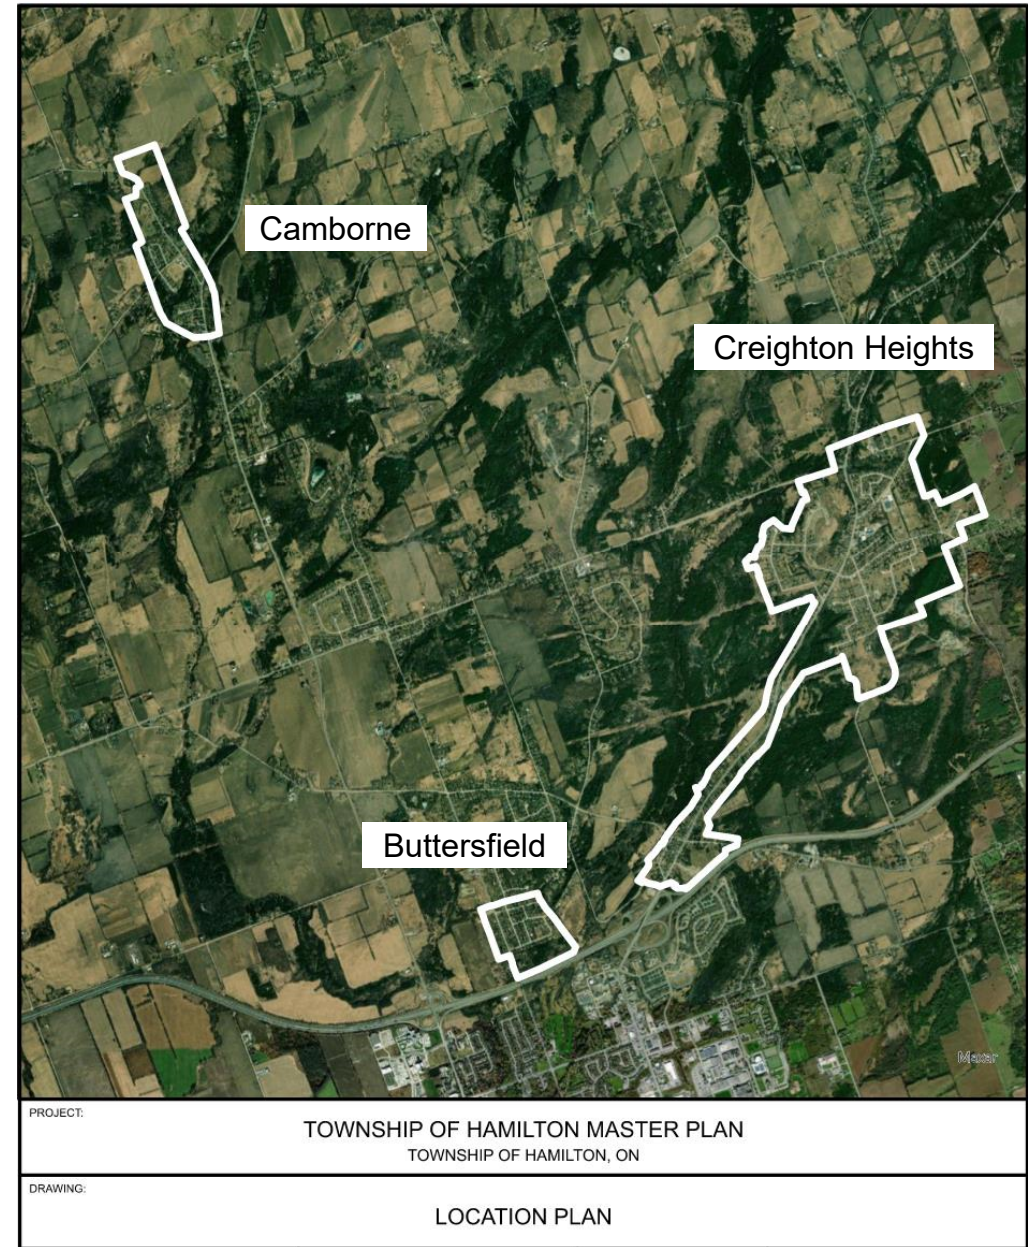 Camborne
Creighton Heights
Buttersfield
Maxar
PROJECT:
TOWNSHIP OF HAMILTON MASTER PLAN
TOWNSHIP OF HAMILTON, ON
DRAWING:
LOCATION PLAN